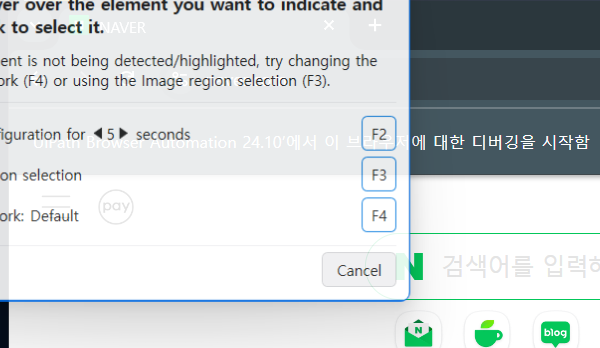 ver over the element you want to indicate and
k to select it.
NAVER
ent is not being detected/highlighted, try changing the
ork (F4) or using the Image region selection (F3).
figuration for 5 seconds F2
UiPath Browser Automation 24.10'에서 이 브라우저에 대한 디버깅을 시작함
on selection F3
pay
ork: Default F4
Cancel
N 검색어를 입력하
N
blog